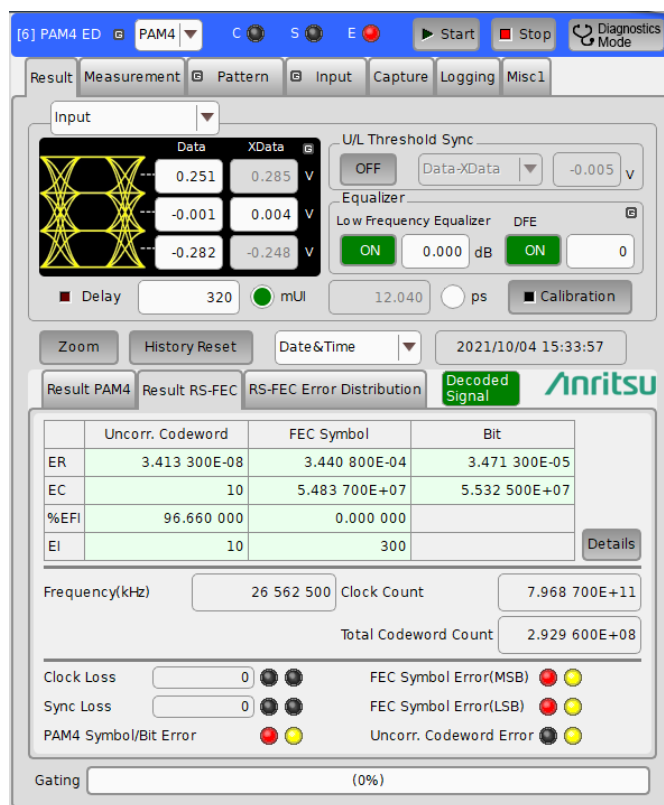 [6] PAM4 ED G PAM4 C S E Start Stop Diagnostics Mode
Result Measurement G Pattern G Input Capture Logging Misc1
Input
Data XData G
0.251 0.285 V
-0.001 0.004 V
-0.282 -0.248 V
U/L Threshold Sync
OFF Data-XData -0.005 V
Equalizer
Low Frequency Equalizer DFE G
ON 0.000 dB ON 0
Delay 320 mUI 12.040 ps Calibration
Zoom History Reset Date&Time 2021/10/04 15:33:57
Result PAM4 Result RS-FEC RS-FEC Error Distribution Decoded Signal Anritsu
Uncorr. Codeword FEC Symbol Bit
ER 3.413 300E-08 3.440 800E-04 3.471 300E-05
EC 10 5.483 700E+07 5.532 500E+07
%EFI 96.660 000 0.000 000
EI 10 300 Details
Frequency(kHz) 26 562 500 Clock Count 7.968 700E+11
Total Codeword Count 2.929 600E+08
Clock Loss 0 FEC Symbol Error(MSB)
Sync Loss 0 FEC Symbol Error(LSB)
PAM4 Symbol/Bit Error Uncorr. Codeword Error
Gating (0%)